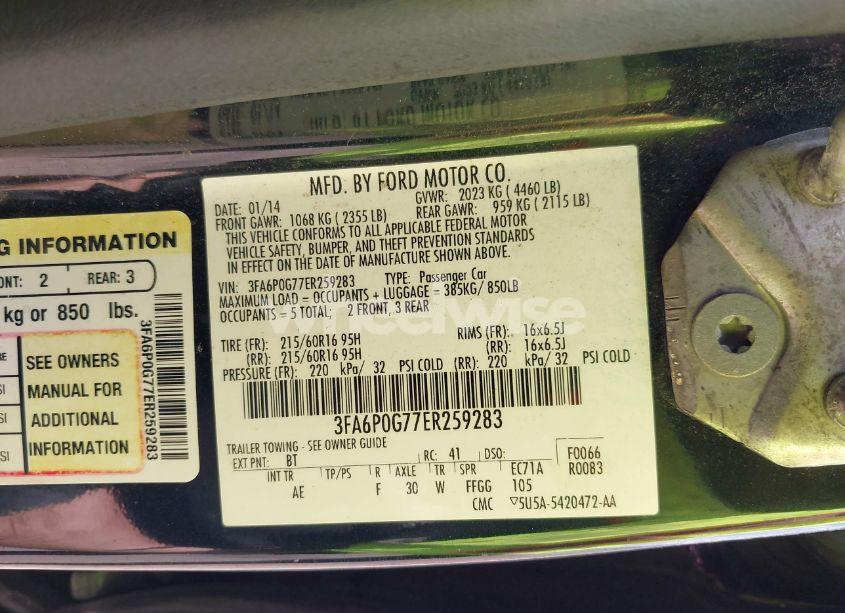 MFD. BY FORD MOTOR CO.
DATE: 01/14 GVWR: 2023 KG ( 4460 LB)
FRONT GAWR: 1068 KG ( 2355 LB) REAR GAWR: 959 KG ( 2115 LB)
THIS VEHICLE CONFORMS TO ALL APPLICABLE FEDERAL MOTOR
VEHICLE SAFETY, BUMPER, AND THEFT PREVENTION STANDARDS
IN EFFECT ON THE DATE OF MANUFACTURE SHOWN ABOVE.
VIN: 3FA6P0G77ER259283 TYPE: Passenger Car
MAXIMUM LOAD = OCCUPANTS + LUGGAGE = 385KG/ 850LB
OCCUPANTS = 5 TOTAL; 2 FRONT, 3 REAR
wheelwise
TIRE (FR): 215/60R16 95H RIMS (FR): 16x6.5J
(RR): 215/60R16 95H (RR): 16x6.5J
PRESSURE (FR): 220 kPa/ 32 PSI COLD (RR): 220 kPa/ 32 PSI COLD
3FA6P0G77ER259283
TRAILER TOWING - SEE OWNER GUIDE
EXT PNT: BT RC: 41 DSO: F0066
INT TR TP/PS R AXLE TR SPR EC71A R0083
AE F 30 W FFGG 105
CMC ▽5U5A-5420472-AA
G INFORMATION
ONT: 2 REAR: 3
kg or 850 lbs.
SEE OWNERS
MANUAL FOR
ADDITIONAL
INFORMATION
3FA6P0G77ER259283